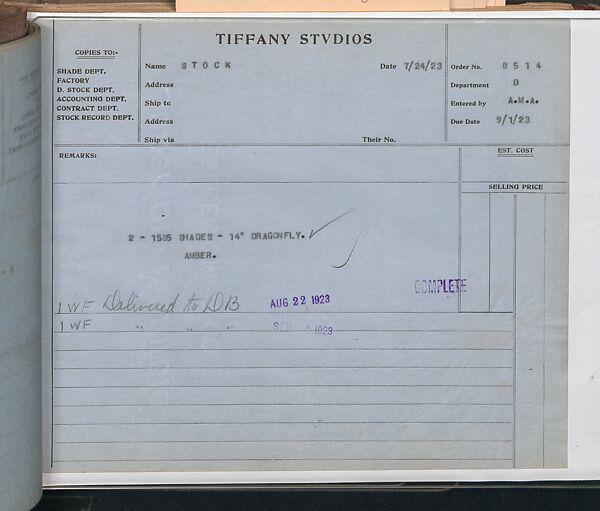 TIFFANY STVDIOS
COPIES TO:-
SHADE DEPT.
FACTORY
D. STOCK DEPT.
ACCOUNTING DEPT.
CONTRACT DEPT.
STOCK RECORD DEPT.
Name STOCK Date 7/24/23
Address
Ship to
Address
Ship via Their No.
Order No. 8514
Department D
Entered by A.M.A.
Due Date 9/1/23
REMARKS:
EST. COST
SELLING PRICE
2 - 1585 SHADES - 14" DRAGONFLY. ✓
AMBER.
COMPLETE
1 WF Delivered to DB AUG 22 1923
1 WF " " " 1923